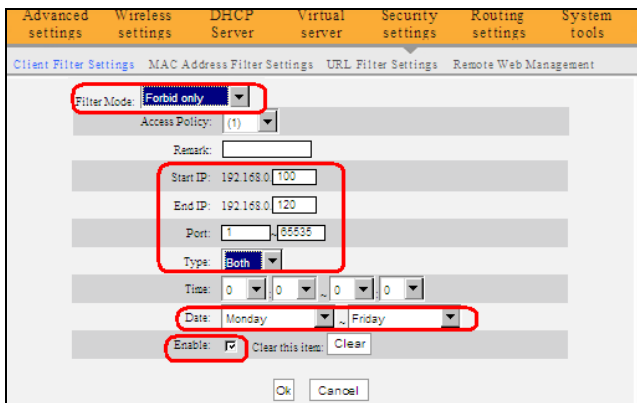 Advanced settings Wireless settings DHCP Server Virtual server Security settings Routing settings System tools
Client Filter Settings MAC Address Filter Settings URL Filter Settings Remote Web Management
Filter Mode: Forbid only
Access Policy: (1)
Remark:
Start IP: 192.168.0. 100
End IP: 192.168.0. 120
Port: 1 ~ 65535
Type: Both
Time: 0 : 0 ~ 0 : 0
Date: Monday ~ Friday
Enable: Clear this item: Clear
Ok Cancel